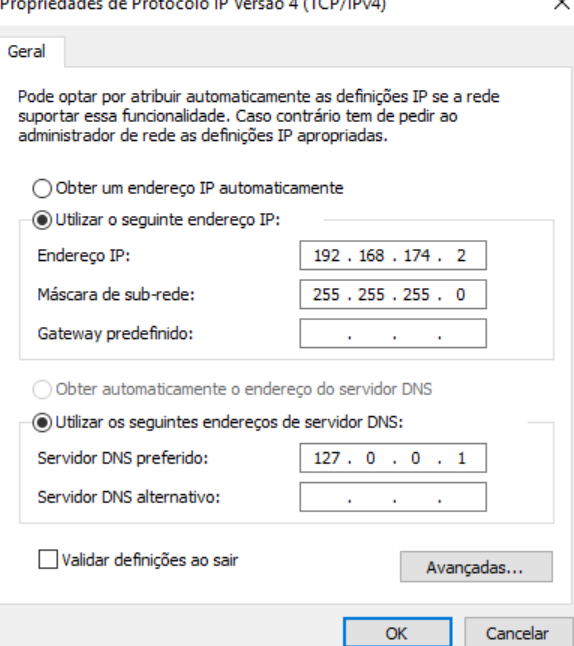 Propriedades de Protocolo IP Versão 4 (TCP/IPv4)
Geral
Pode optar por atribuir automaticamente as definições IP se a rede
suportar essa funcionalidade. Caso contrário tem de pedir ao
administrador de rede as definições IP apropriadas.
Obter um endereço IP automaticamente
Utilizar o seguinte endereço IP:
Endereço IP: 192 . 168 . 174 . 2
Máscara de sub-rede: 255 . 255 . 255 . 0
Gateway predefinido: . . .
Obter automaticamente o endereço do servidor DNS
Utilizar os seguintes endereços de servidor DNS:
Servidor DNS preferido: 127 . 0 . 0 . 1
Servidor DNS alternativo: . . .
Validar definições ao sair
Avançadas...
OK Cancelar